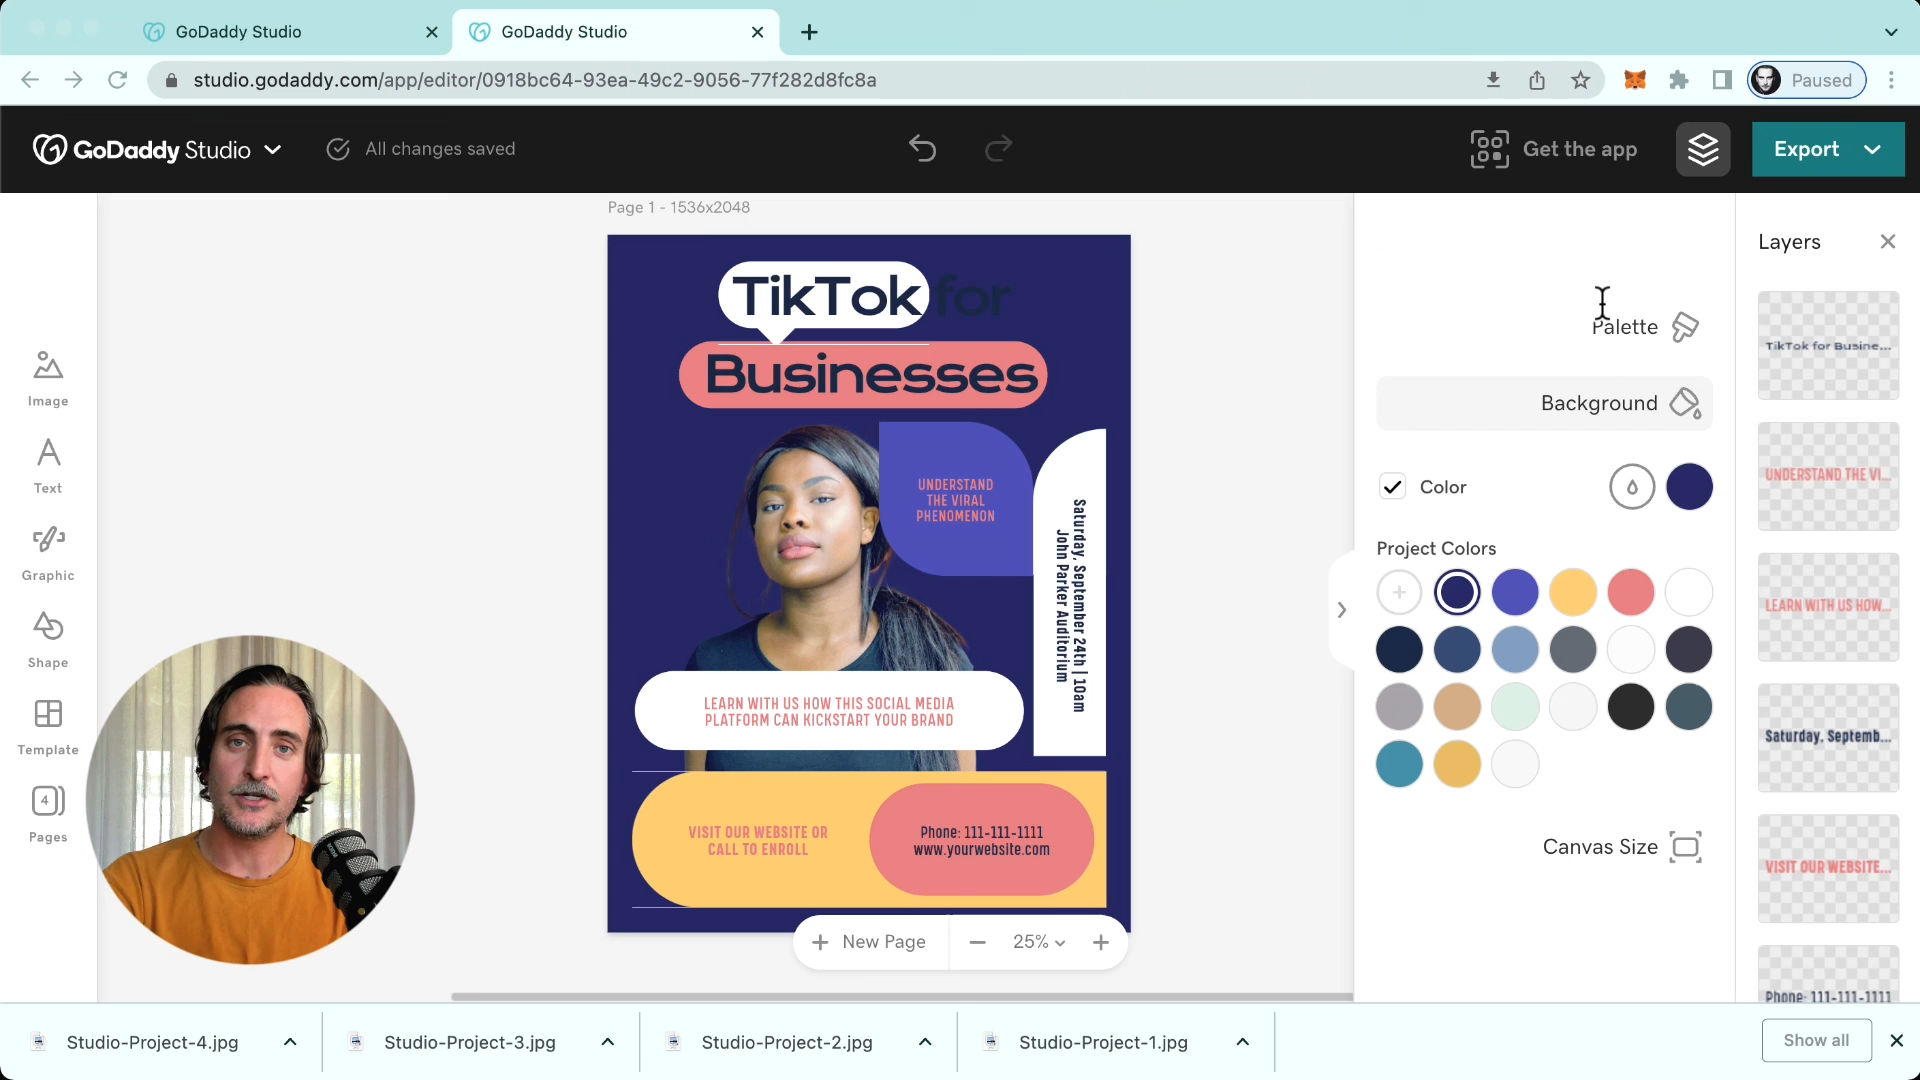 GoDaddy Studio
GoDaddy Studio
studio.godaddy.com/app/editor/0918bc64-93ea-49c2-9056-77f282d8fc8a
Paused
GoDaddy Studio
All changes saved
Get the app
Export
Page 1 - 1536x2048
Image
Text
Graphic
Shape
Template
4
Pages
TikTok for
Businesses
UNDERSTAND
THE VIRAL
PHENOMENON
Saturday, September 24th | 10am
John Parker Auditorium
LEARN WITH US HOW THIS SOCIAL MEDIA
PLATFORM CAN KICKSTART YOUR BRAND
VISIT OUR WEBSITE OR
CALL TO ENROLL
Phone: 111-111-1111
www.yourwebsite.com
New Page
25%
Palette
Background
Color
Project Colors
Canvas Size
Layers
TikTok for Busine...
UNDERSTAND THE VI...
LEARN WITH US HOW...
Saturday, Septemb...
VISIT OUR WEBSITE...
Phone: 111-111-1111
Studio-Project-4.jpg
Studio-Project-3.jpg
Studio-Project-2.jpg
Studio-Project-1.jpg
Show all